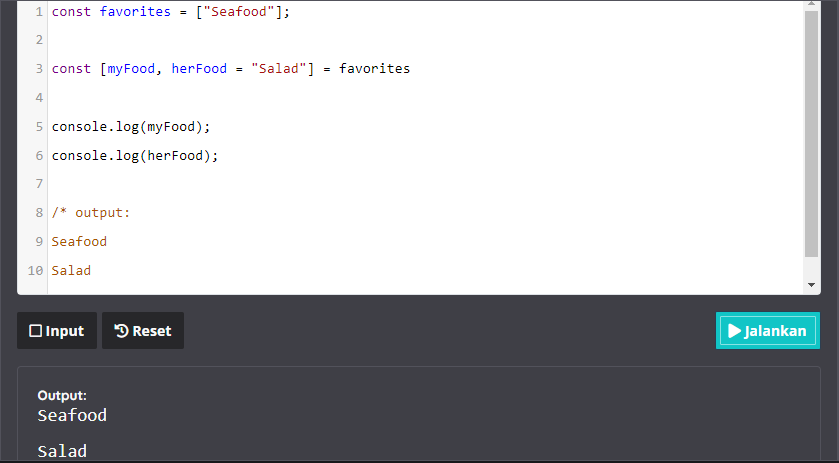 1 const favorites = ["Seafood"];
2
3 const [myFood, herFood = "Salad"] = favorites
4
5 console.log(myFood);
6 console.log(herFood);
7
8 /* output:
9 Seafood
10 Salad
Input Reset Jalankan
Output:
Seafood
Salad